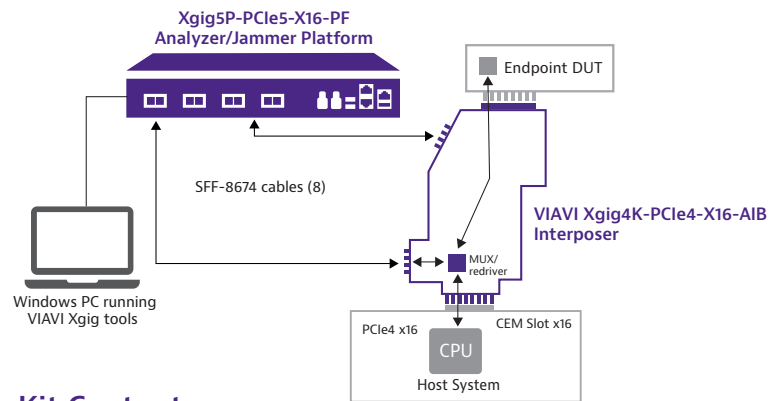 Xgig5P-PCIe5-X16-PF
Analyzer/Jammer Platform
Endpoint DUT
SFF-8674 cables (8)
VIAVI Xgig4K-PCIe4-X16-AIB
Interposer
MUX/
redriver
Windows PC running
VIAVI Xgig tools
PCIe4 x16
CEM Slot x16
CPU
Host System